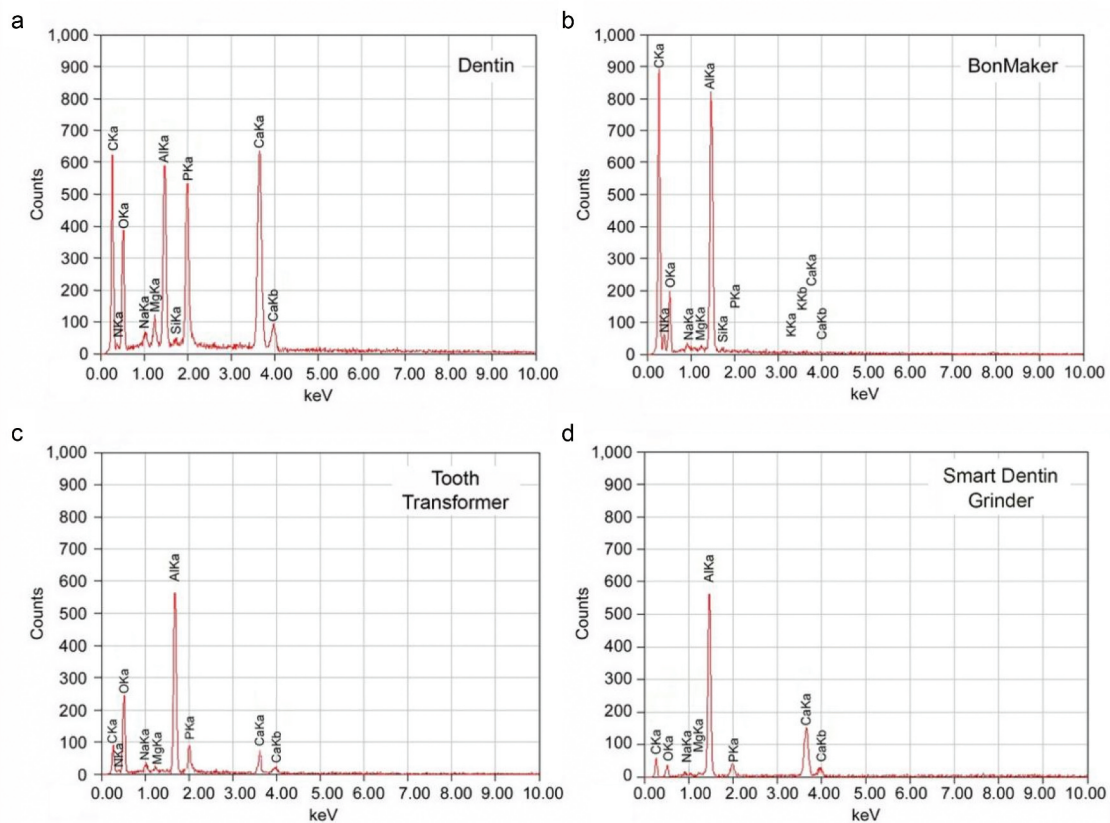 a
1,000
900
800
700
600
500
400
300
200
100
0
Counts
Dentin
CKa
NKa
OKa
NaKa
MgKa
AlKa
SiKa
PKa
CaKa
CaKb
0.00 1.00 2.00 3.00 4.00 5.00 6.00 7.00 8.00 9.00 10.00
keV
b
1,000
900
800
700
600
500
400
300
200
100
0
Counts
BonMaker
CKa
NKa
OKa
NaKa
MgKa
AlKa
SiKa
PKa
KKa
KKb
CaKa
CaKb
0.00 1.00 2.00 3.00 4.00 5.00 6.00 7.00 8.00 9.00 10.00
keV
c
1,000
900
800
700
600
500
400
300
200
100
0
Counts
Tooth
Transformer
CKa
NKa
OKa
NaKa
MgKa
AlKa
PKa
CaKa
CaKb
0.00 1.00 2.00 3.00 4.00 5.00 6.00 7.00 8.00 9.00 10.00
keV
d
1,000
900
800
700
600
500
400
300
200
100
0
Counts
Smart Dentin
Grinder
CKa
OKa
NaKa
MgKa
AlKa
PKa
CaKa
CaKb
0.00 1.00 2.00 3.00 4.00 5.00 6.00 7.00 8.00 9.00 10.00
keV